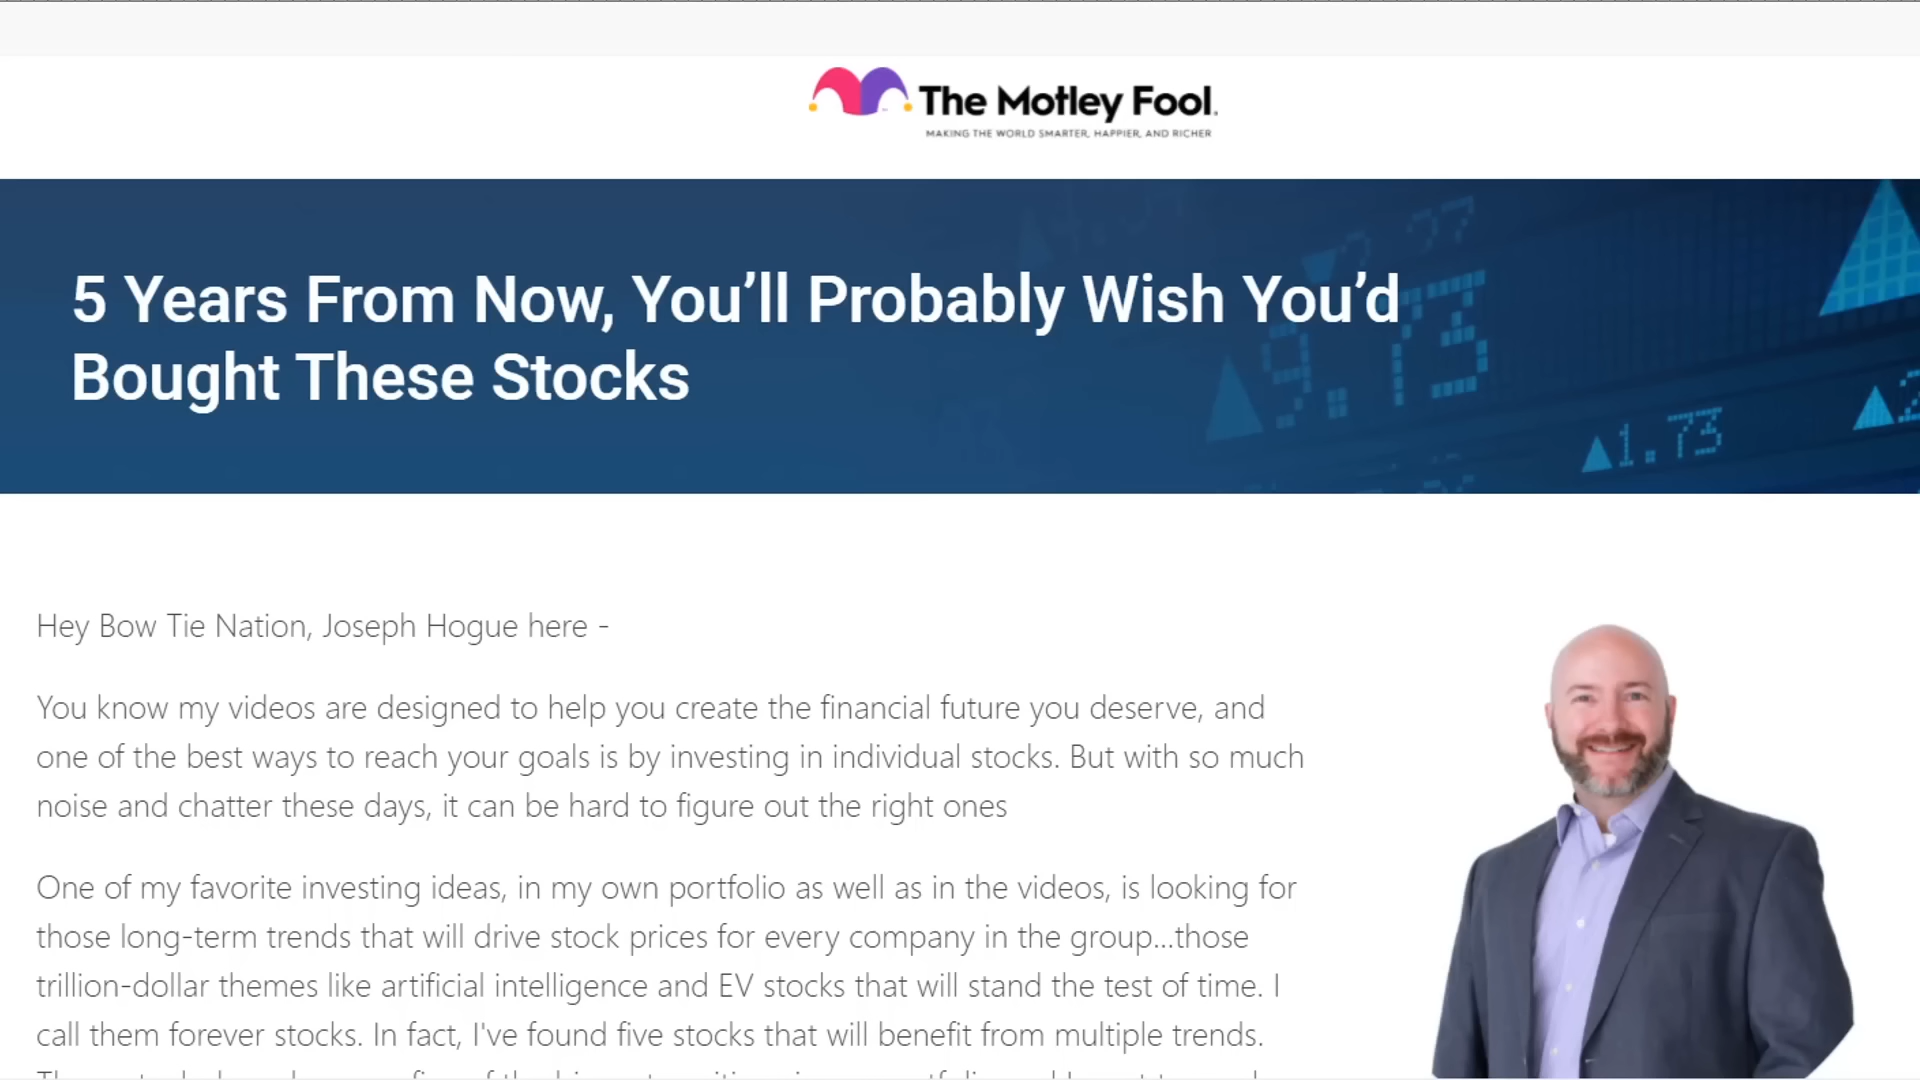 The Motley Fool.
MAKING THE WORLD SMARTER, HAPPIER, AND RICHER
5 Years From Now, You’ll Probably Wish You’d
Bought These Stocks
9.73
1.73
Hey Bow Tie Nation, Joseph Hogue here -
You know my videos are designed to help you create the financial future you deserve, and
one of the best ways to reach your goals is by investing in individual stocks. But with so much
noise and chatter these days, it can be hard to figure out the right ones
One of my favorite investing ideas, in my own portfolio as well as in the videos, is looking for
those long-term trends that will drive stock prices for every company in the group...those
trillion-dollar themes like artificial intelligence and EV stocks that will stand the test of time. I
call them forever stocks. In fact, I've found five stocks that will benefit from multiple trends.